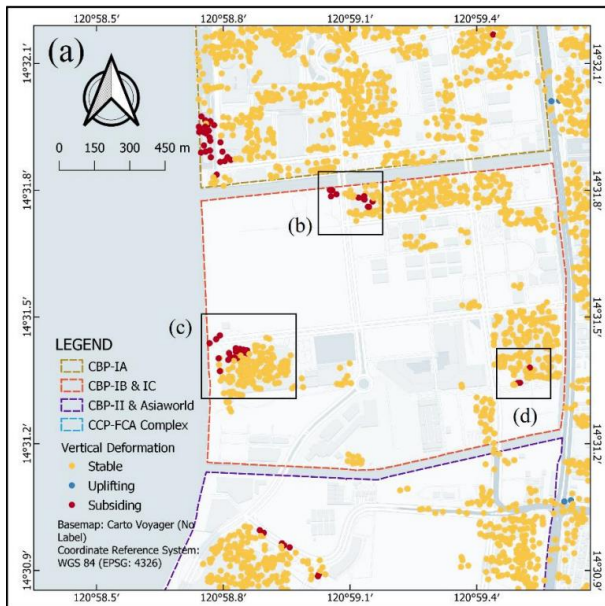 120°58.5' 120°58.8' 120°59.1' 120°59.4'
(a)
14°32.1' 14°32.1'
0 150 300 450 m
14°31.8' 14°31.8'
(b)
14°31.5' 14°31.5'
(c)
LEGEND
CBP-IA
CBP-IB & IC
CBP-II & Asiaworld
CCP-FCA Complex
(d)
14°31.2' 14°31.2'
Vertical Deformation
Stable
Uplifting
Subsiding
Basemap: Carto Voyager (No
Label)
Coordinate Reference System:
WGS 84 (EPSG: 4326)
14°30.9' 14°30.9'
120°58.5' 120°58.8' 120°59.1' 120°59.4'